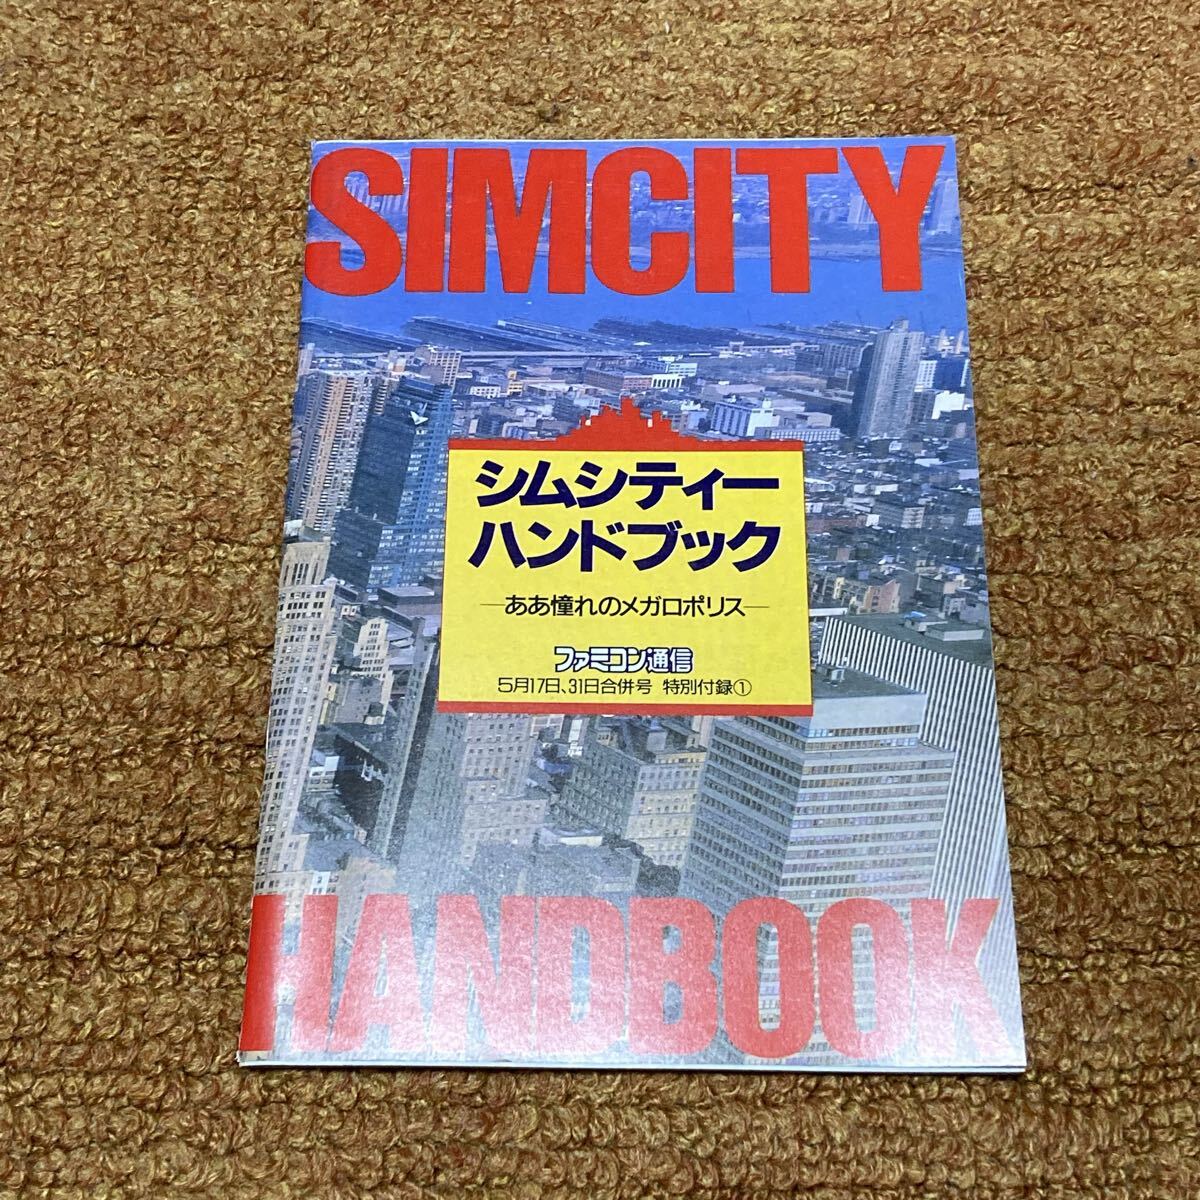 SIMCITY
シムシティー
ハンドブック
—ああ憧れのメガロポリス—
ファミコン通信
5月17日、31日合併号 特別付録①
HANDBOOK